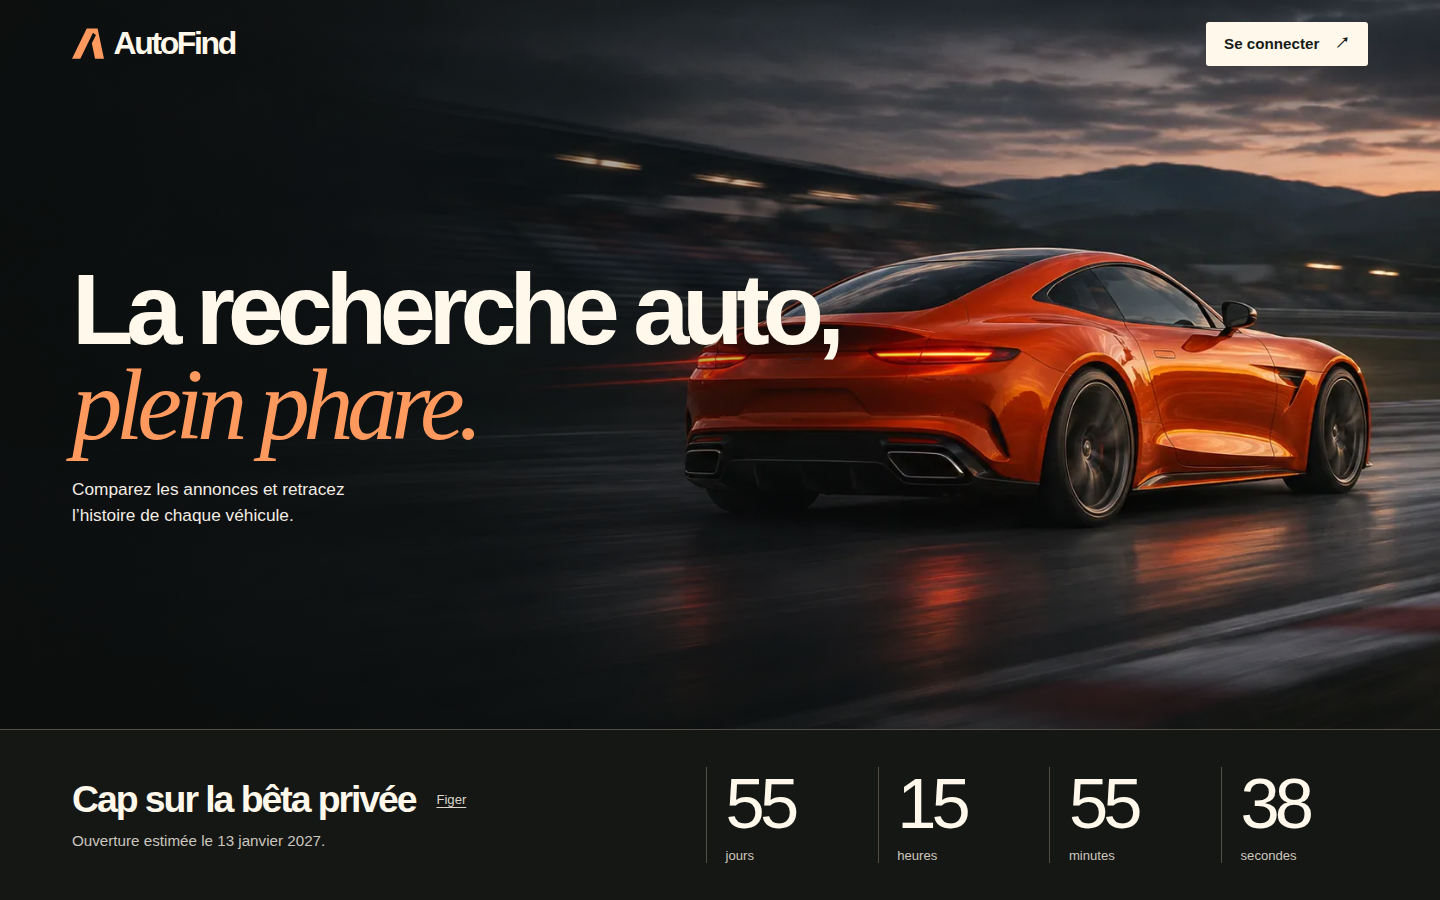 AutoFind
Se connecter ↗
La recherche auto,
plein phare.
Comparez les annonces et retracez
l'histoire de chaque véhicule.
Cap sur la bêta privée Figer
Ouverture estimée le 13 janvier 2027.
55 15 55 38
jours heures minutes secondes